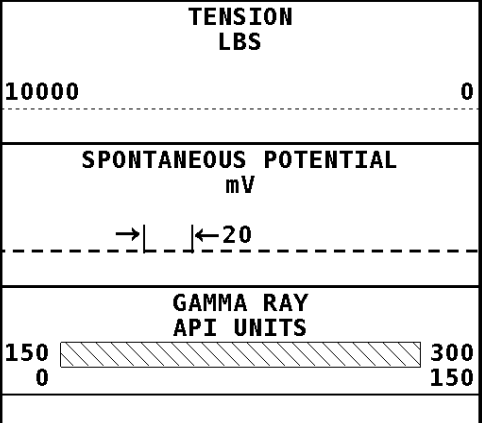 TENSION
LBS
10000 0
SPONTANEOUS POTENTIAL
mV
→ ←20
GAMMA RAY
API UNITS
150 300
0 150